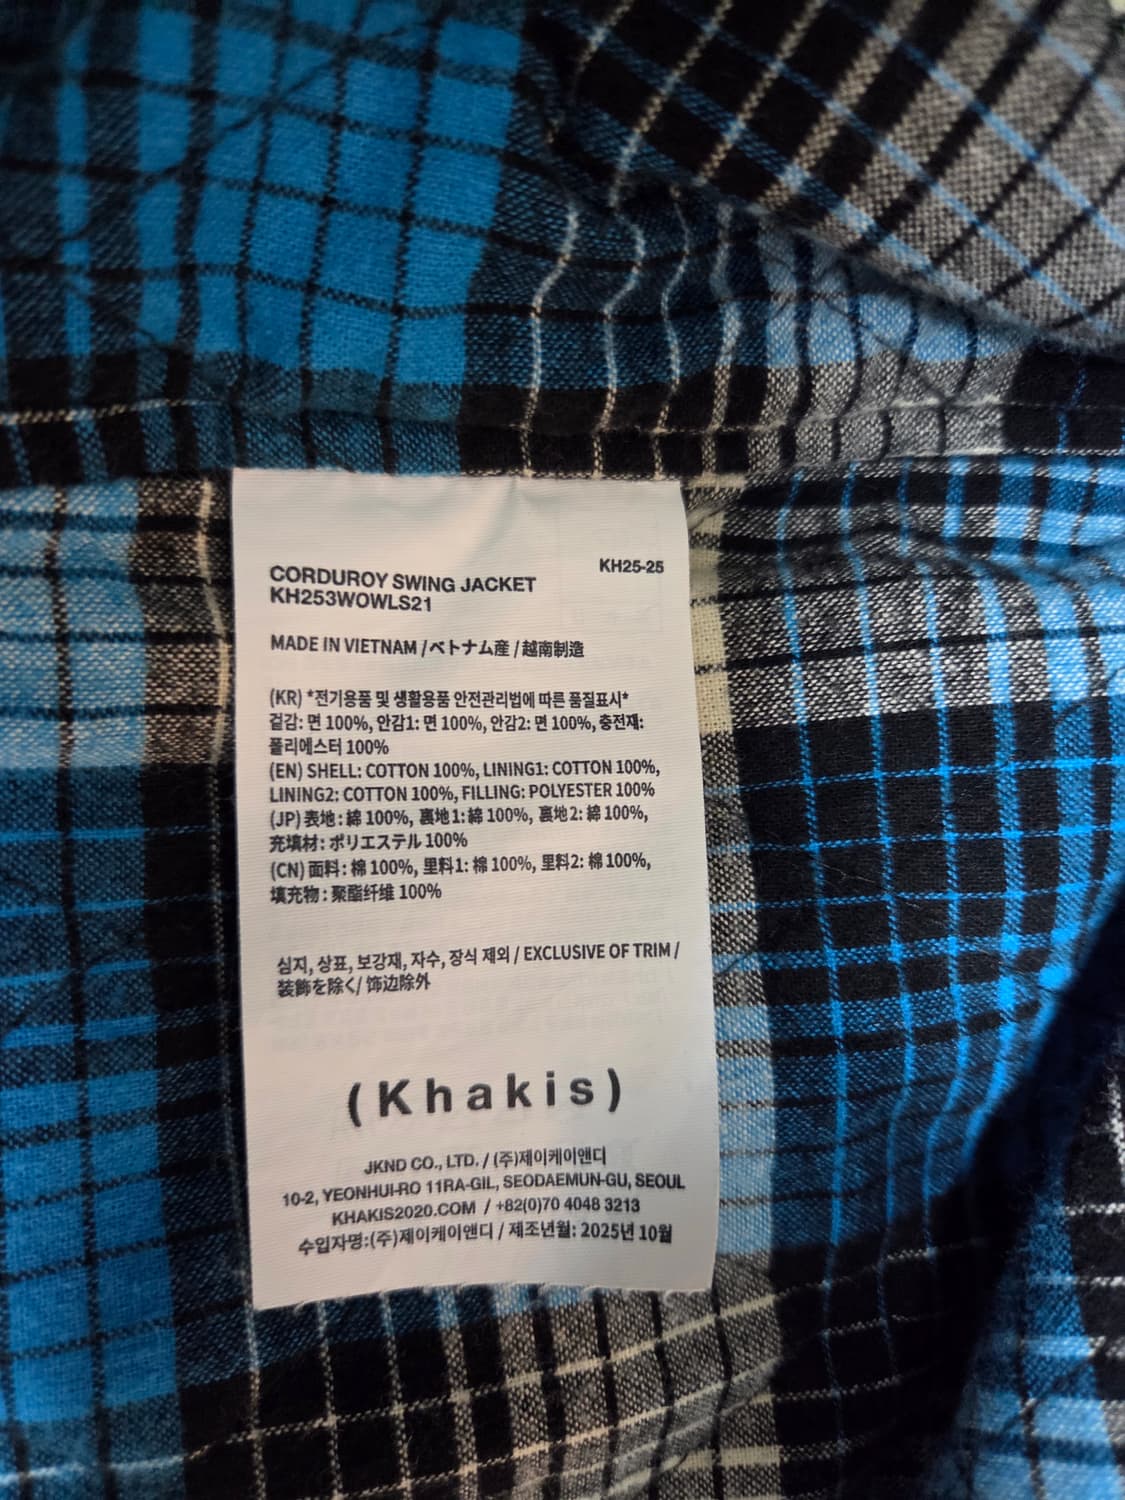 CORDUROY SWING JACKET
KH253WOWLS21
KH25-25
MADE IN VIETNAM / ベトナム産 / 越南制造
(KR) *전기용품 및 생활용품 안전관리법에 따른 품질표시*
겉감: 면 100%, 안감1: 면 100%, 안감2: 면 100%, 충전재:
폴리에스터 100%
(EN) SHELL: COTTON 100%, LINING1: COTTON 100%,
LINING2: COTTON 100%, FILLING: POLYESTER 100%
(JP) 表地 : 綿 100%, 裏地1: 綿 100%, 裏地2: 綿 100%,
充填材: ポリエステル 100%
(CN) 面料 : 棉 100%, 里料1: 棉 100%, 里料2: 棉 100%,
填充物 : 聚酯纤维 100%
심지, 상표, 보강재, 자수, 장식 제외 / EXCLUSIVE OF TRIM /
装飾を除く/ 饰边除外
(Khakis)
JKND CO., LTD. / (주)제이케이앤디
10-2, YEONHUI-RO 11RA-GIL, SEODAEMUN-GU, SEOUL
KHAKIS2020.COM / +82(0)70 4048 3213
수입자명:(주)제이케이앤디 / 제조년월: 2025년 10월